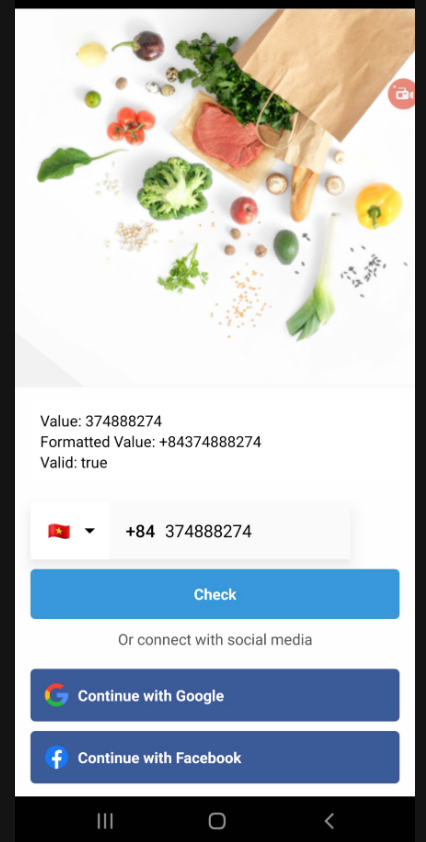 Value: 374888274
Formatted Value: +84374888274
Valid: true
+84 374888274
Check
Or connect with social media
Continue with Google
Continue with Facebook